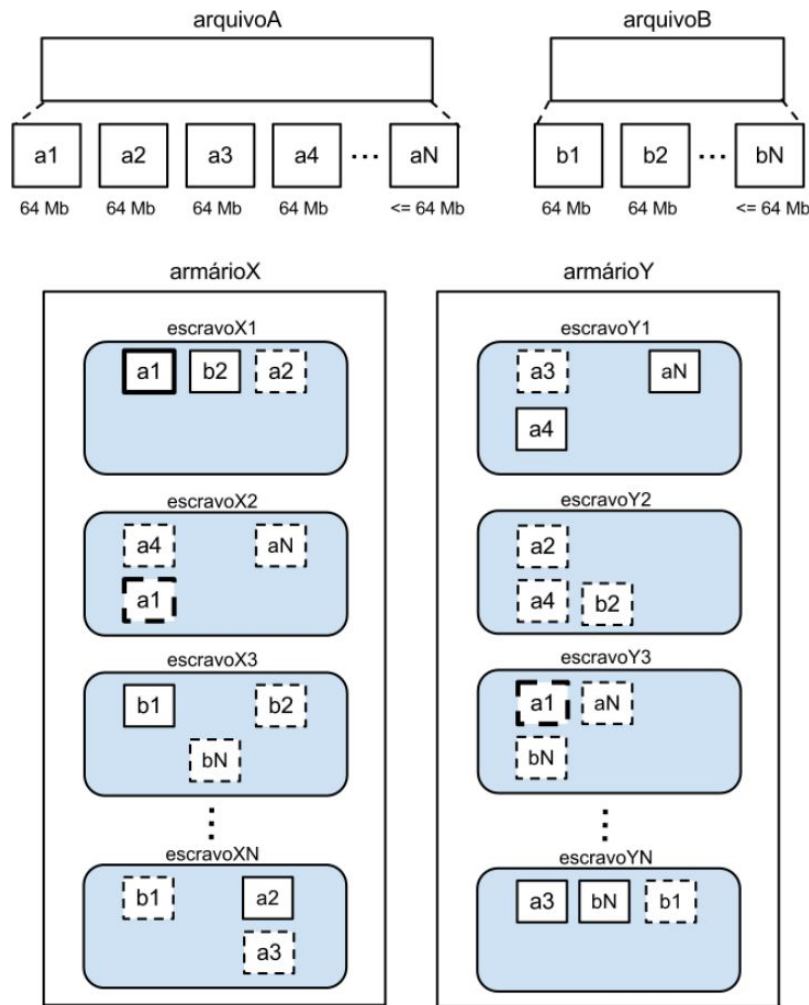 arquivoA
arquivoB
a1 a2 a3 a4 ... aN
b1 b2 ... bN
64 Mb 64 Mb 64 Mb 64 Mb <= 64 Mb
64 Mb 64 Mb <= 64 Mb
armárioX
escravoX1
a1 b2 a2
escravoX2
a4 aN
a1
escravoX3
b1 b2
bN
escravoXN
b1 a2
a3
armárioY
escravoY1
a3 aN
a4
escravoY2
a2
a4 b2
escravoY3
a1 aN
bN
escravoYN
a3 bN b1